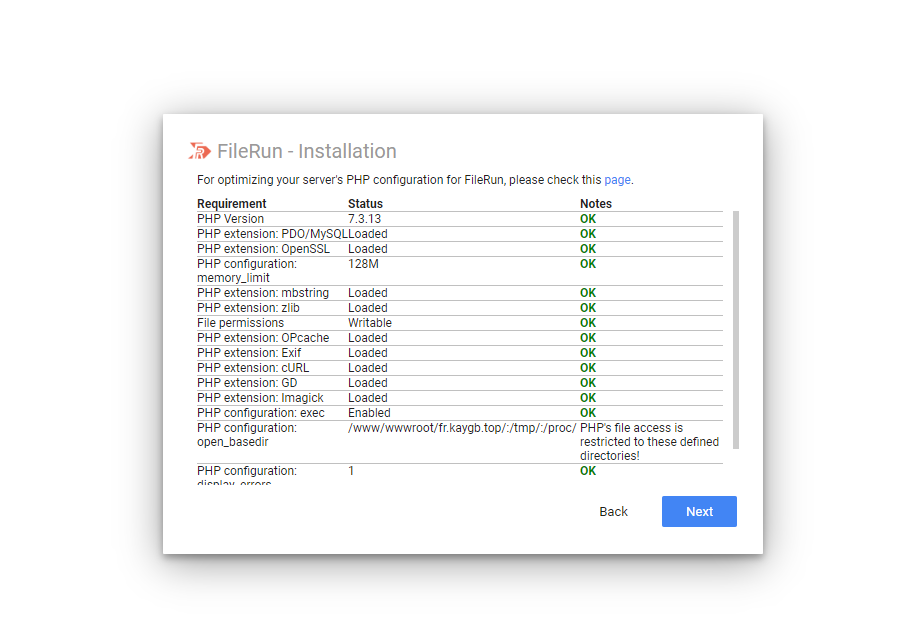 FileRun - Installation
For optimizing your server's PHP configuration for FileRun, please check this page.
Requirement Status Notes
PHP Version 7.3.13 OK
PHP extension: PDO/MySQL Loaded OK
PHP extension: OpenSSL Loaded OK
PHP configuration: 128M OK
memory_limit
PHP extension: mbstring Loaded OK
PHP extension: zlib Loaded OK
File permissions Writable OK
PHP extension: OPcache Loaded OK
PHP extension: Exif Loaded OK
PHP extension: cURL Loaded OK
PHP extension: GD Loaded OK
PHP extension: Imagick Loaded OK
PHP configuration: exec Enabled OK
PHP configuration: /www/wwwroot/fr.kaygb.top/:/tmp/:/proc/ PHP's file access is
open_basedir restricted to these defined
directories!
PHP configuration: 1 OK
display_errors
Back Next